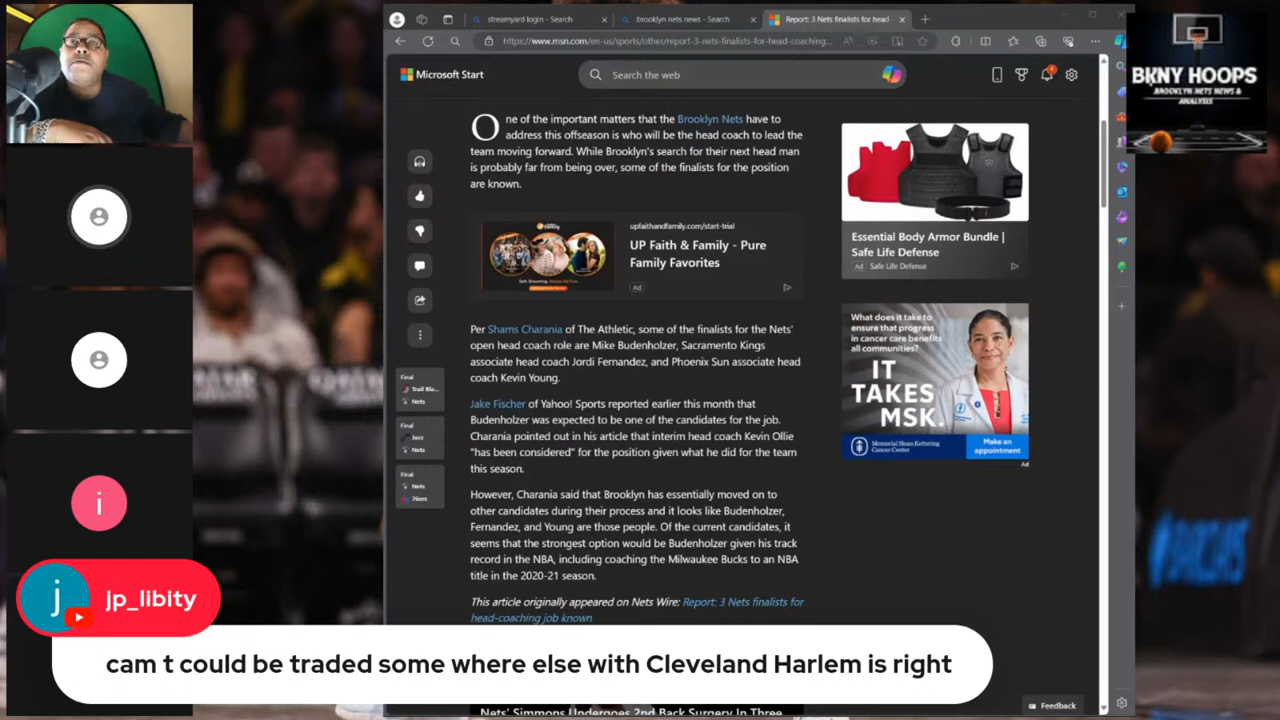 streamyard login - Search
brooklyn nets news - Search
Report: 3 Nets finalists for head
https://www.msn.com/en-us/sports/other/report-3-nets-finalists-for-head-coaching...
BKNY HOOPS
BROOKLYN NETS NEWS & ANALYSIS
Microsoft Start
Search the web
4
One of the important matters that the Brooklyn Nets have to
address this offseason is who will be the head coach to lead the
team moving forward. While Brooklyn's search for their next head man
is probably far from being over, some of the finalists for the position
are known.
UP Faith & Family - Pure
Family Favorites
upfaithandfamily.com/start-trial
Ad
Essential Body Armor Bundle |
Safe Life Defense
Ad Safe Life Defense
Per Shams Charania of The Athletic, some of the finalists for the Nets'
open head coach role are Mike Budenholzer, Sacramento Kings
associate head coach Jordi Fernandez, and Phoenix Sun associate head
coach Kevin Young.
What does it take to
ensure that progress
in cancer care benefits
all communities?
IT
TAKES
MSK.
Memorial Sloan Kettering
Cancer Center
Make an
appointment
Ad
Final
Trail Bla...
Nets
Final
Jazz
Nets
Final
Nets
76ers
Jake Fischer of Yahoo! Sports reported earlier this month that
Budenholzer was expected to be one of the candidates for the job.
Charania pointed out in his article that interim head coach Kevin Ollie
"has been considered" for the position given what he did for the team
this season.
However, Charania said that Brooklyn has essentially moved on to
other candidates during their process and it looks like Budenholzer,
Fernandez, and Young are those people. Of the current candidates, it
seems that the strongest option would be Budenholzer given his track
record in the NBA, including coaching the Milwaukee Bucks to an NBA
title in the 2020-21 season.
This article originally appeared on Nets Wire: Report: 3 Nets finalists for
head-coaching job known
i
j
jp_libity
cam t could be traded some where else with Cleveland Harlem is right
Nets' Simmons Undergoes 2nd Back Surgery In Three
Feedback